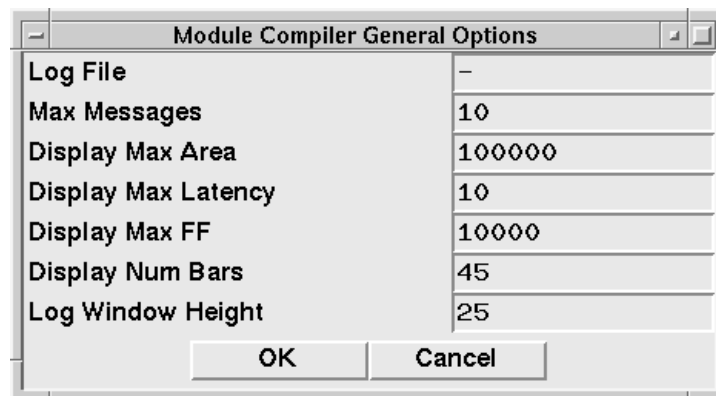 Module Compiler General Options
Log File -
Max Messages 10
Display Max Area 100000
Display Max Latency 10
Display Max FF 10000
Display Num Bars 45
Log Window Height 25
OK Cancel